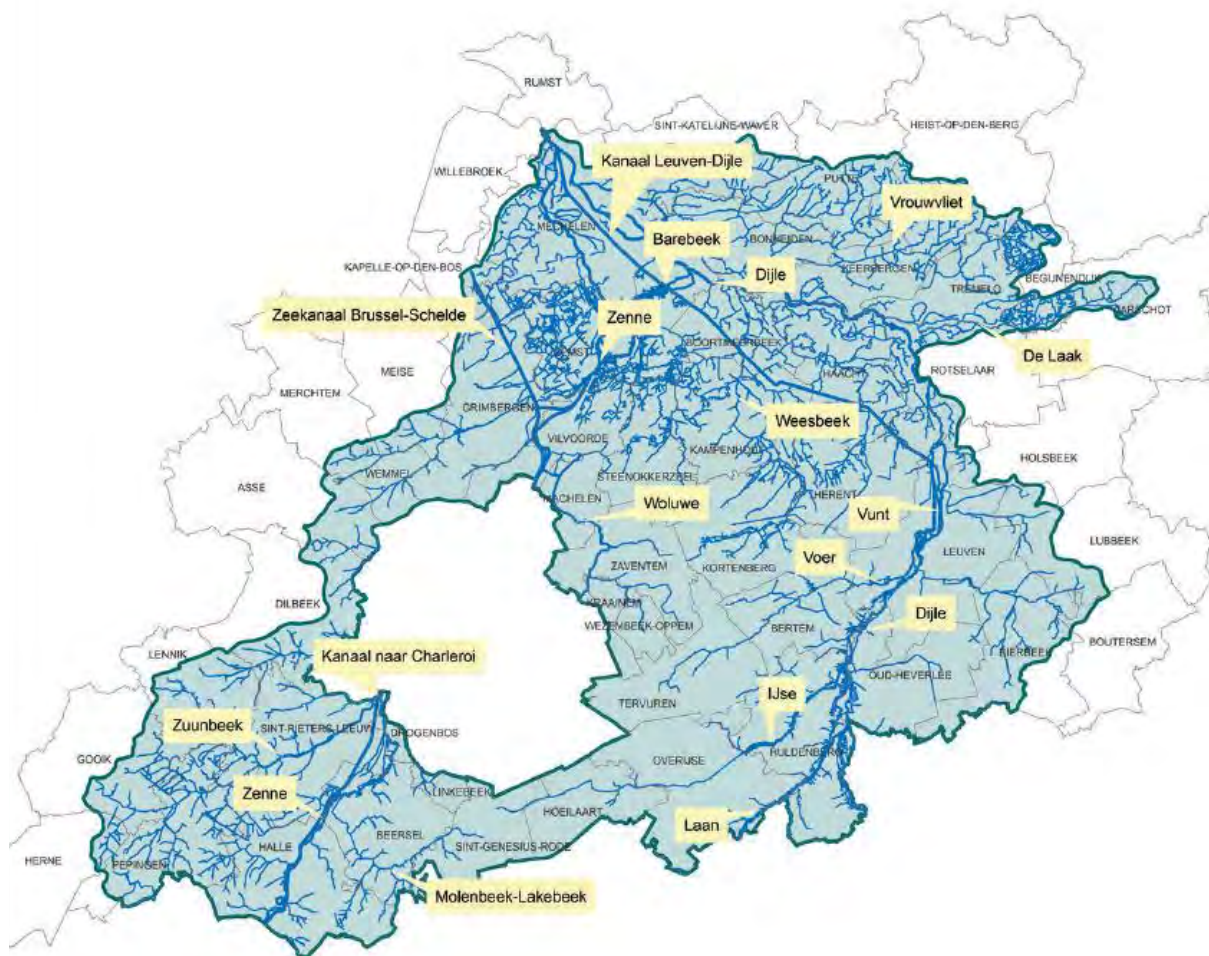 RUMST
SINT-KATELIJNE-WAVER
HEIST-OP-DEN-BERG
WILLEBROEK
Kanaal Leuven-Dijle
PUTTE
Vrouwvliet
MECHELEN
Barebeek
BONHEIDEN
KAPELLE-OP-DEN-BOS
Dijle
KEERBERGEN
BEGIJNENDIJK
TREMELO
AARSCHOT
Zeekanaal Brussel-Schelde
Zenne
ZEMST
BOORTMEERBEEK
De Laak
MEISE
HAACHT
ROTSELAAR
MERCHTEM
GRIMBERGEN
Weesbeek
VILVOORDE
KAMPENHOUT
HOLSBEEK
WEMMEL
STEENOKKERZEEL
ASSE
MACHELEN
HERENT
Woluwe
Vunt
LUBBEEK
LEUVEN
Voer
ZAVENTEM
KORTENBERG
DILBEEK
KRAAINEM
WEZEMBEEK-OPPEM
BERTEM
Dijle
BOUTERSEM
LENNIK
Kanaal naar Charleroi
BIERBEEK
OUD-HEVERLEE
IJse
TERVUREN
Zuunbeek
SINT-PIETERS-LEEUW
DROGENBOS
GOOIK
HULDENBERG
OVERIJSE
Zenne
LINKEBEEK
HOEILAART
Laan
BEERSEL
HALLE
SINT-GENESIUS-RODE
HERNE
PEPINGEN
Molenbeek-Lakebeek